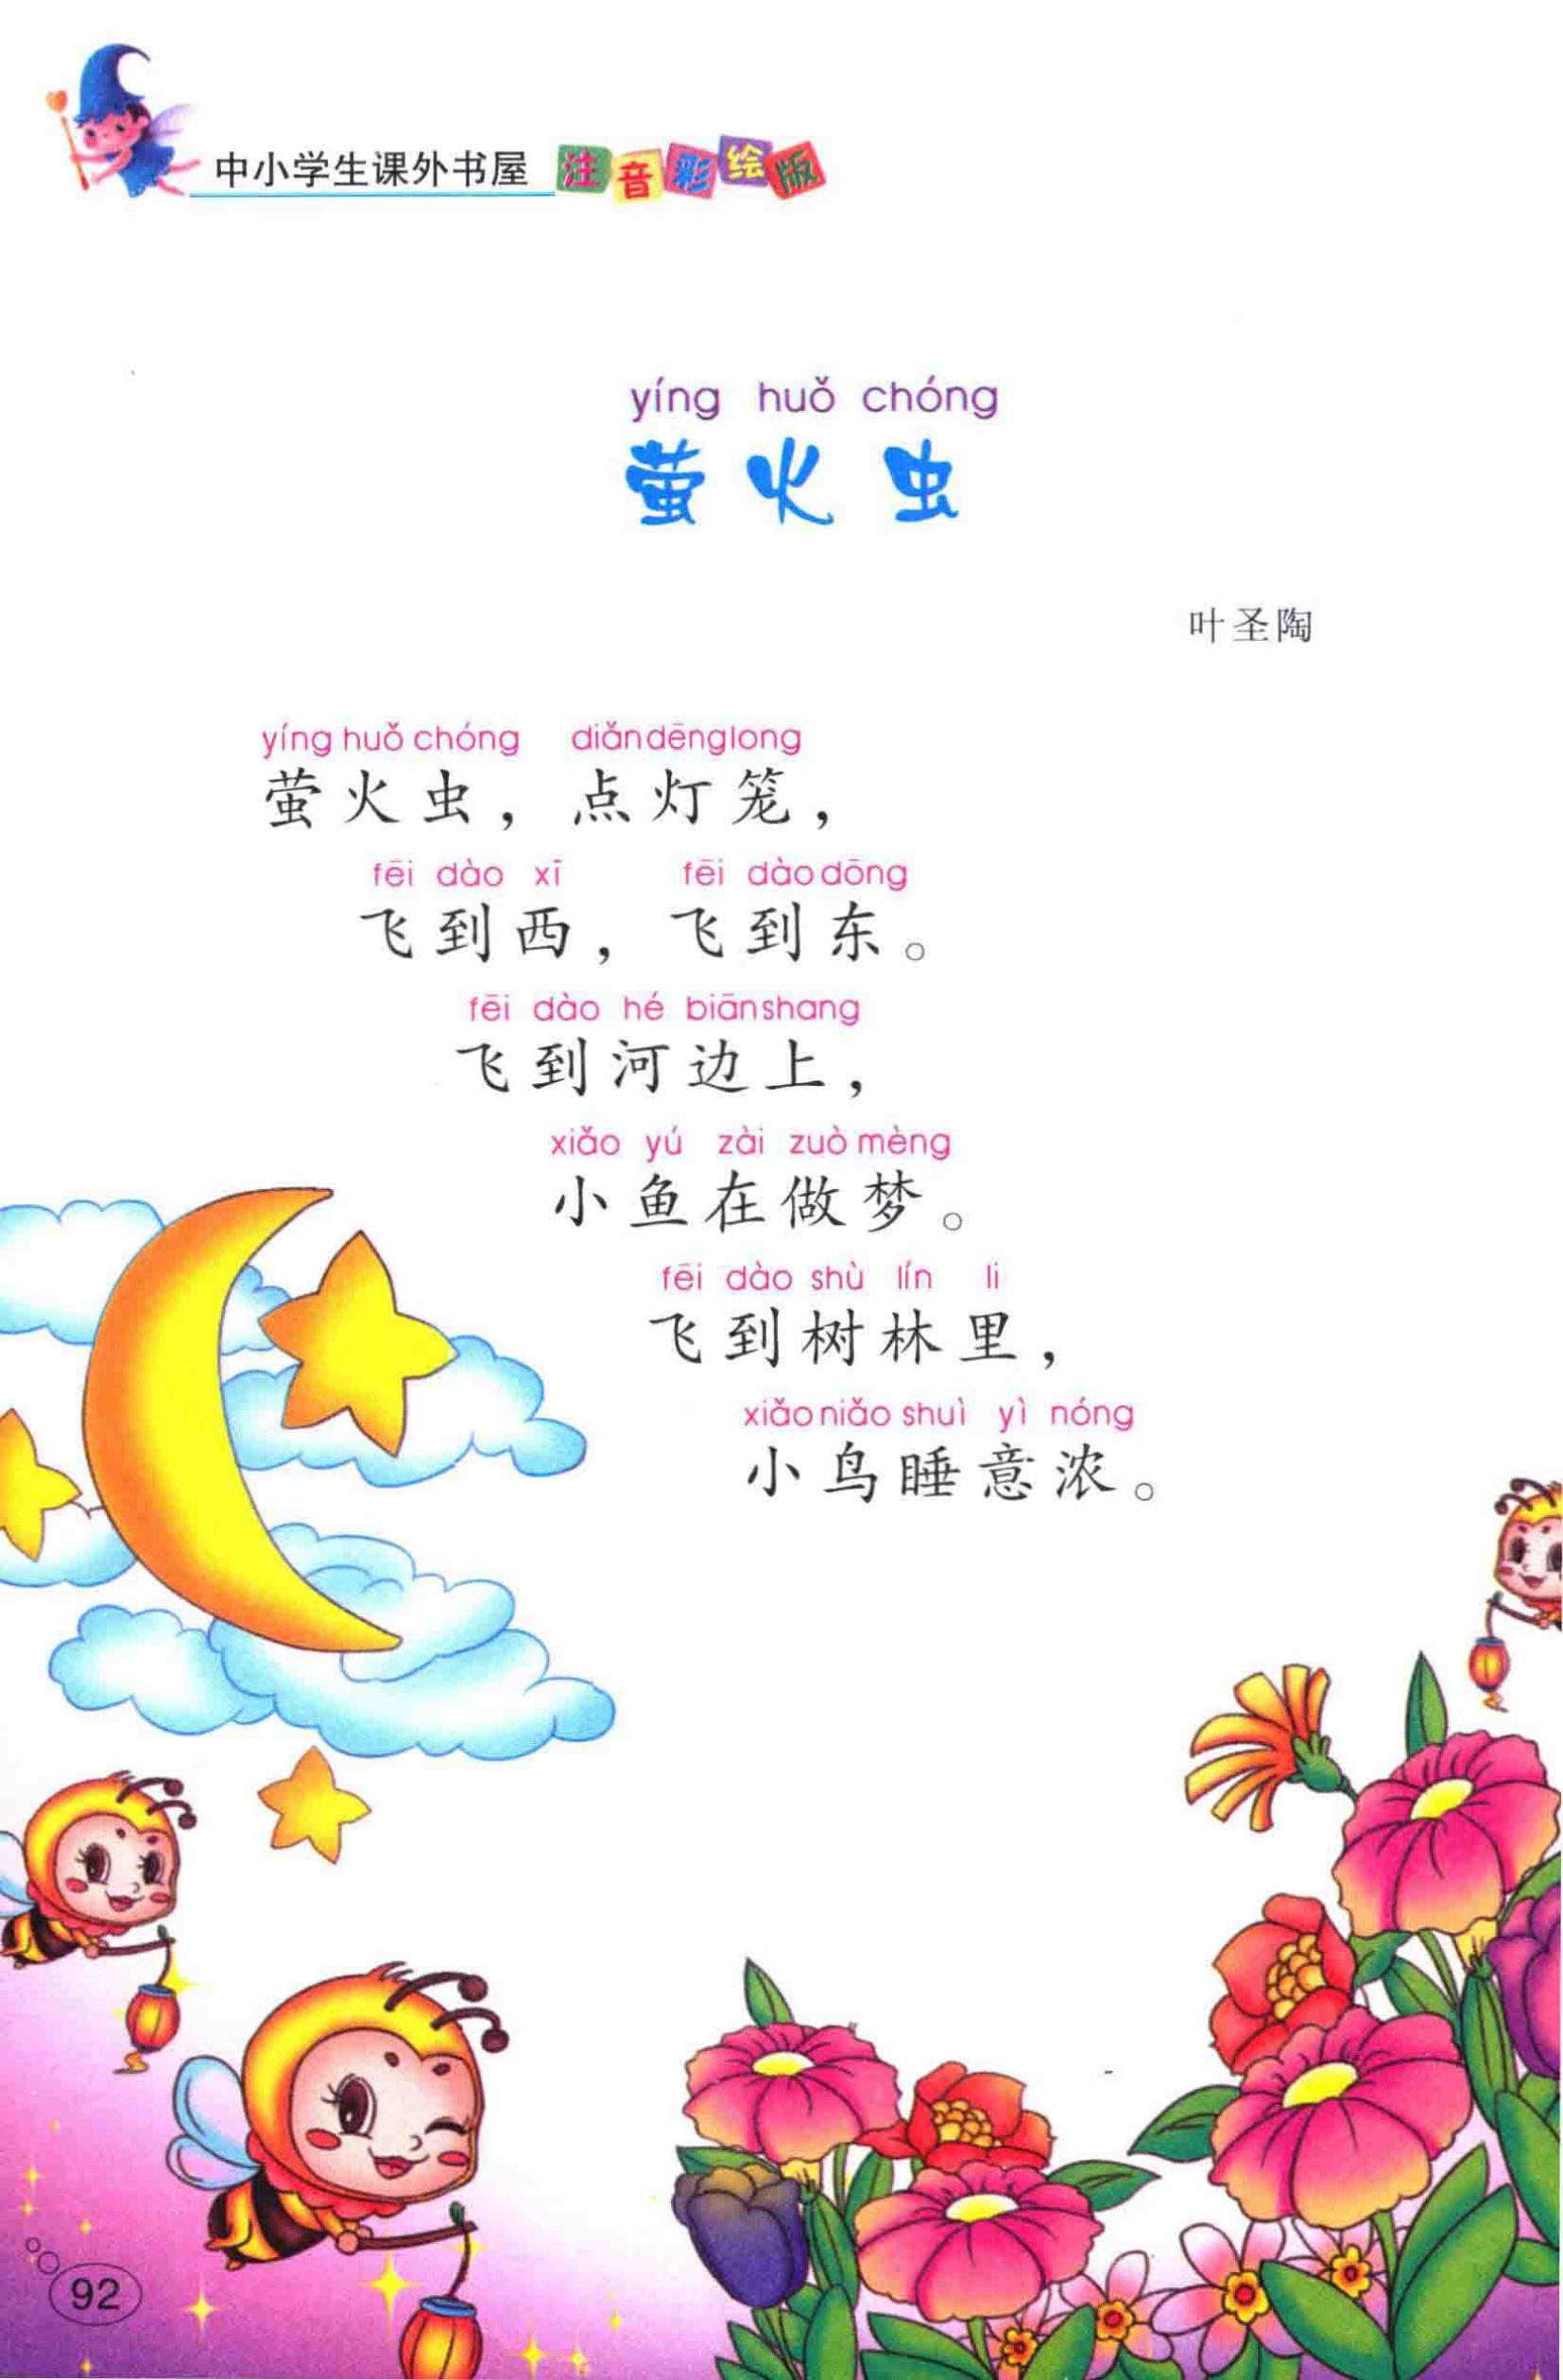 中小学生课外书屋 注音彩绘版
yíng huǒ chóng
萤火虫
叶圣陶
yíng huǒ chóng diǎn dēng long
萤火虫，点灯笼，
fēi dào xī fēi dào dōng
飞到西，飞到东。
fēi dào hé biān shang
飞到河边上，
xiǎo yú zài zuò mèng
小鱼在做梦。
fēi dào shù lín li
飞到树林里，
xiǎo niǎo shuì yì nóng
小鸟睡意浓。
92